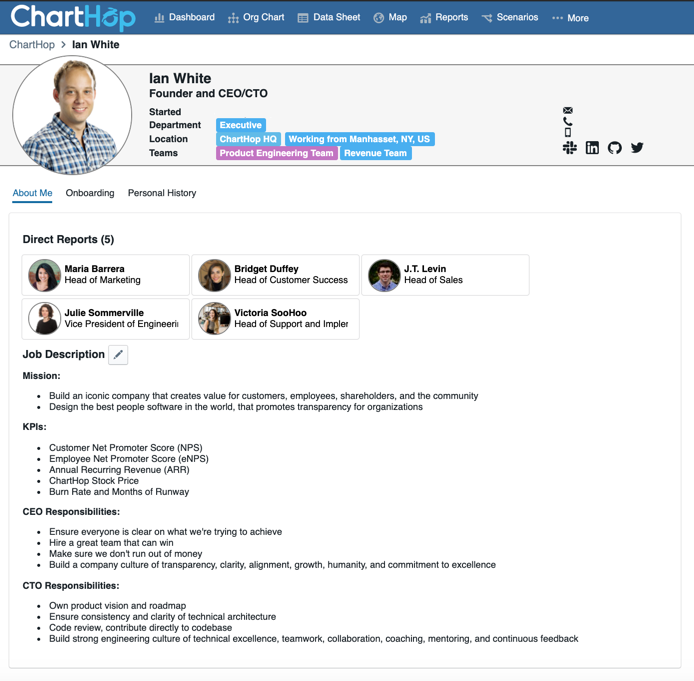 ChartHop
Dashboard
Org Chart
Data Sheet
Map
Reports
Scenarios
More
ChartHop > Ian White
Ian White
Founder and CEO/CTO
Started
Department Executive
Location ChartHop HQ Working from Manhasset, NY, US
Teams Product Engineering Team Revenue Team
About Me Onboarding Personal History
Direct Reports (5)
Maria Barrera
Head of Marketing
Bridget Duffey
Head of Customer Success
J.T. Levin
Head of Sales
Julie Sommerville
Vice President of Engineeri
Victoria SooHoo
Head of Support and Impler
Job Description
Mission:
• Build an iconic company that creates value for customers, employees, shareholders, and the community
• Design the best people software in the world, that promotes transparency for organizations
KPIs:
• Customer Net Promoter Score (NPS)
• Employee Net Promoter Score (eNPS)
• Annual Recurring Revenue (ARR)
• ChartHop Stock Price
• Burn Rate and Months of Runway
CEO Responsibilities:
• Ensure everyone is clear on what we're trying to achieve
• Hire a great team that can win
• Make sure we don't run out of money
• Build a company culture of transparency, clarity, alignment, growth, humanity, and commitment to excellence
CTO Responsibilities:
• Own product vision and roadmap
• Ensure consistency and clarity of technical architecture
• Code review, contribute directly to codebase
• Build strong engineering culture of technical excellence, teamwork, collaboration, coaching, mentoring, and continuous feedback